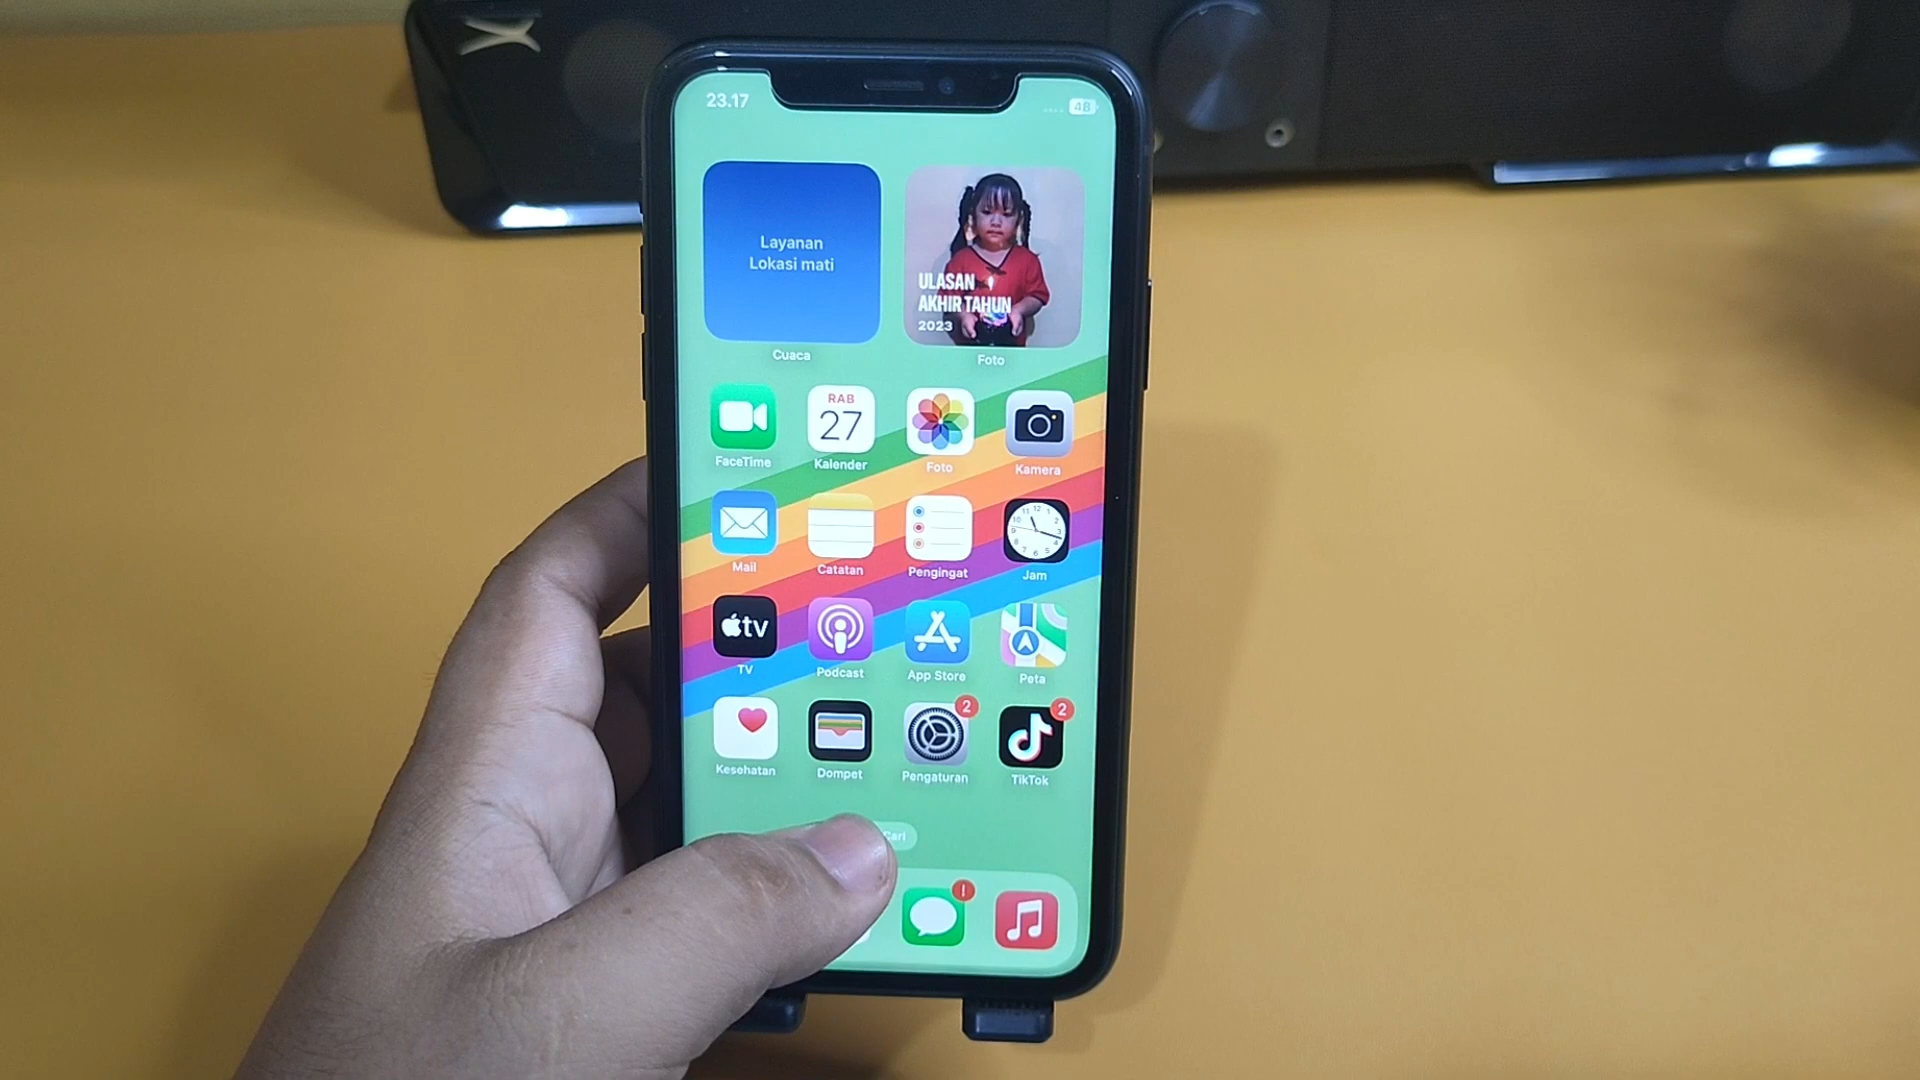 23.17
48
Layanan
Lokasi mati
Cuaca
ULASAN
AKHIR TAHUN
2023
Foto
FaceTime
RAB
27
Kalender
Foto
Kamera
Mail
Catatan
Pengingat
Jam
tv
TV
Podcast
App Store
Peta
Kesehatan
Dompet
2
Pengaturan
2
TikTok
Cari
!